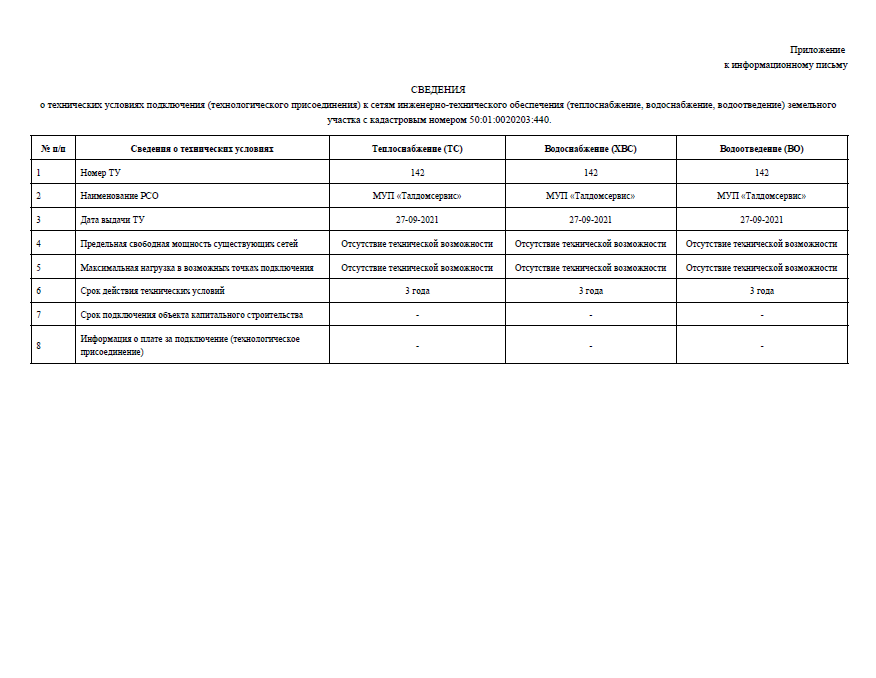 Приложение
к информационному письму
СВЕДЕНИЯ
о технических условиях подключения (технологического присоединения) к сетям инженерно-технического обеспечения (теплоснабжение, водоснабжение, водоотведение) земельного
участка с кадастровым номером 50:01:0020203:440.
№ п/п Сведения о технических условиях Теплоснабжение (ТС) Водоснабжение (ХВС) Водоотведение (ВО)
1 Номер ТУ 142 142 142
2 Наименование РСО МУП «Талдомсервис» МУП «Талдомсервис» МУП «Талдомсервис»
3 Дата выдачи ТУ 27-09-2021 27-09-2021 27-09-2021
4 Предельная свободная мощность существующих сетей Отсутствие технической возможности Отсутствие технической возможности Отсутствие технической возможности
5 Максимальная нагрузка в возможных точках подключения Отсутствие технической возможности Отсутствие технической возможности Отсутствие технической возможности
6 Срок действия технических условий 3 года 3 года 3 года
7 Срок подключения объекта капитального строительства - - -
8 Информация о плате за подключение (технологическое
присоединение) - - -